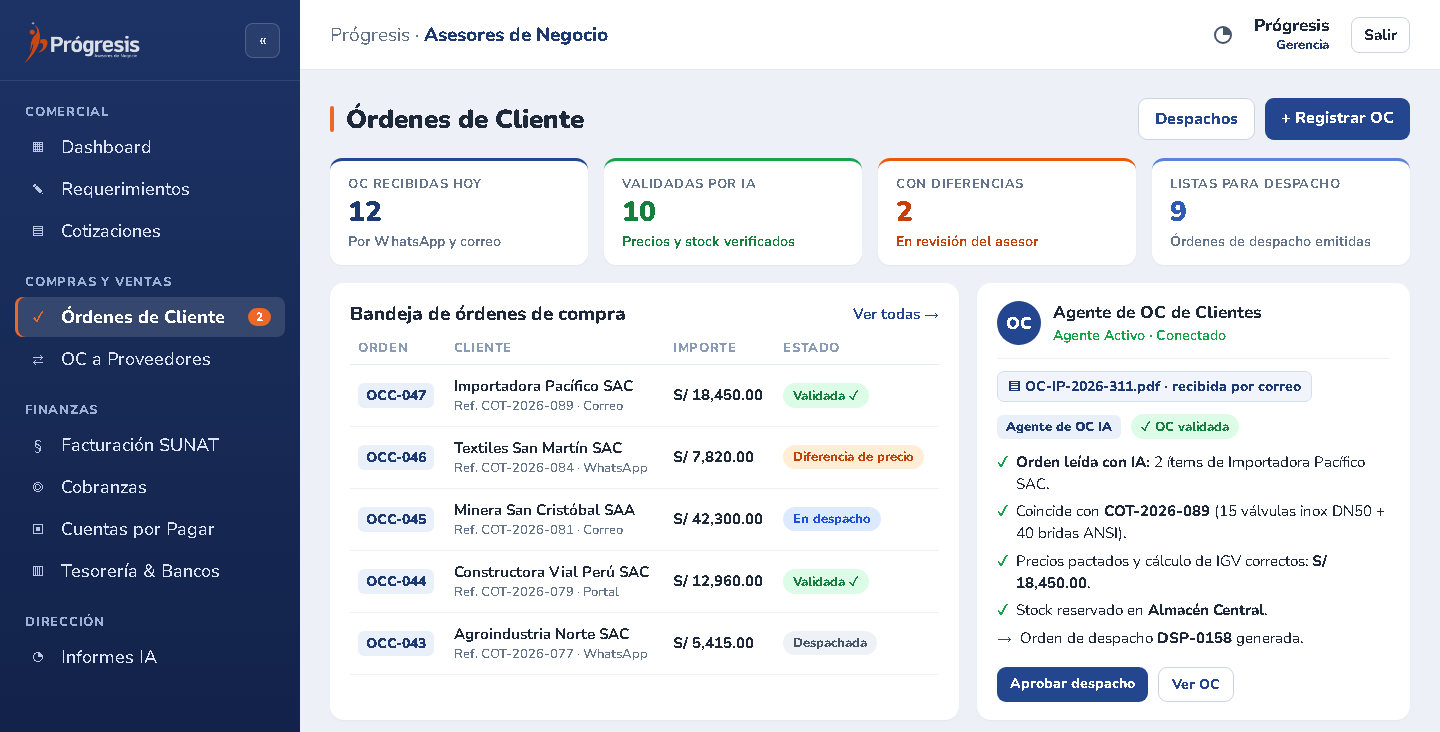 Prógresis
Asesores de Negocio
«
COMERCIAL
Dashboard
Requerimientos
Cotizaciones
COMPRAS Y VENTAS
Órdenes de Cliente 2
OC a Proveedores
FINANZAS
§ Facturación SUNAT
Cobranzas
Cuentas por Pagar
Tesorería & Bancos
DIRECCIÓN
Informes IA
Prógresis · Asesores de Negocio
Prógresis
Gerencia
Salir
Órdenes de Cliente
Despachos
+ Registrar OC
OC RECIBIDAS HOY
12
Por WhatsApp y correo
VALIDADAS POR IA
10
Precios y stock verificados
CON DIFERENCIAS
2
En revisión del asesor
LISTAS PARA DESPACHO
9
Órdenes de despacho emitidas
Bandeja de órdenes de compra
Ver todas →
ORDEN CLIENTE IMPORTE ESTADO
OCC-047 Importadora Pacífico SAC S/ 18,450.00 Validada ✓
Ref. COT-2026-089 · Correo
OCC-046 Textiles San Martín SAC S/ 7,820.00 Diferencia de precio
Ref. COT-2026-084 · WhatsApp
OCC-045 Minera San Cristóbal SAA S/ 42,300.00 En despacho
Ref. COT-2026-081 · Correo
OCC-044 Constructora Vial Perú SAC S/ 12,960.00 Validada ✓
Ref. COT-2026-079 · Portal
OCC-043 Agroindustria Norte SAC S/ 5,415.00 Despachada
Ref. COT-2026-077 · WhatsApp
OC
Agente de OC de Clientes
Agente Activo · Conectado
OC-IP-2026-311.pdf · recibida por correo
Agente de OC IA
✓ OC validada
✓ Orden leída con IA: 2 ítems de Importadora Pacífico
SAC.
✓ Coincide con COT-2026-089 (15 válvulas inox DN50 +
40 bridas ANSI).
✓ Precios pactados y cálculo de IGV correctos: S/
18,450.00.
✓ Stock reservado en Almacén Central.
→ Orden de despacho DSP-0158 generada.
Aprobar despacho
Ver OC